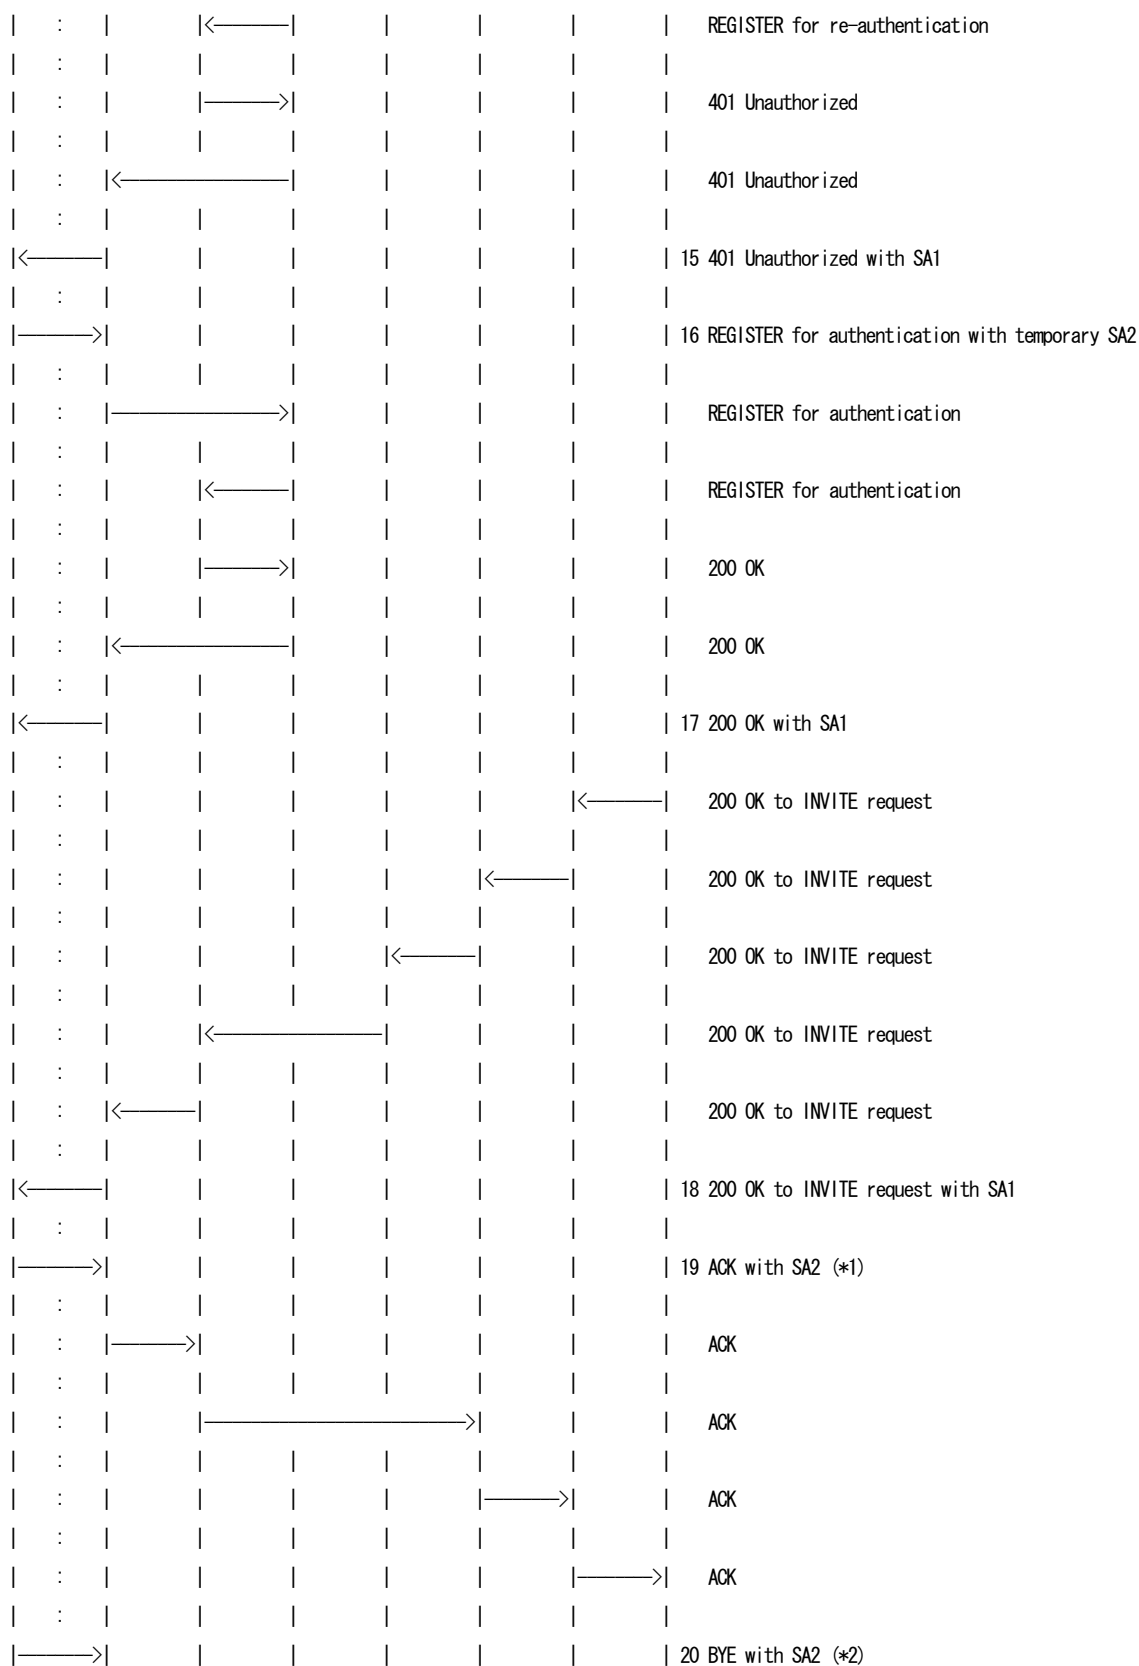 REGISTER for re-authentication
401 Unauthorized
401 Unauthorized
15 401 Unauthorized with SA1
16 REGISTER for authentication with temporary SA2
REGISTER for authentication
REGISTER for authentication
200 OK
200 OK
17 200 OK with SA1
200 OK to INVITE request
200 OK to INVITE request
200 OK to INVITE request
200 OK to INVITE request
200 OK to INVITE request
18 200 OK to INVITE request with SA1
19 ACK with SA2 (*1)
ACK
ACK
ACK
ACK
20 BYE with SA2 (*2)